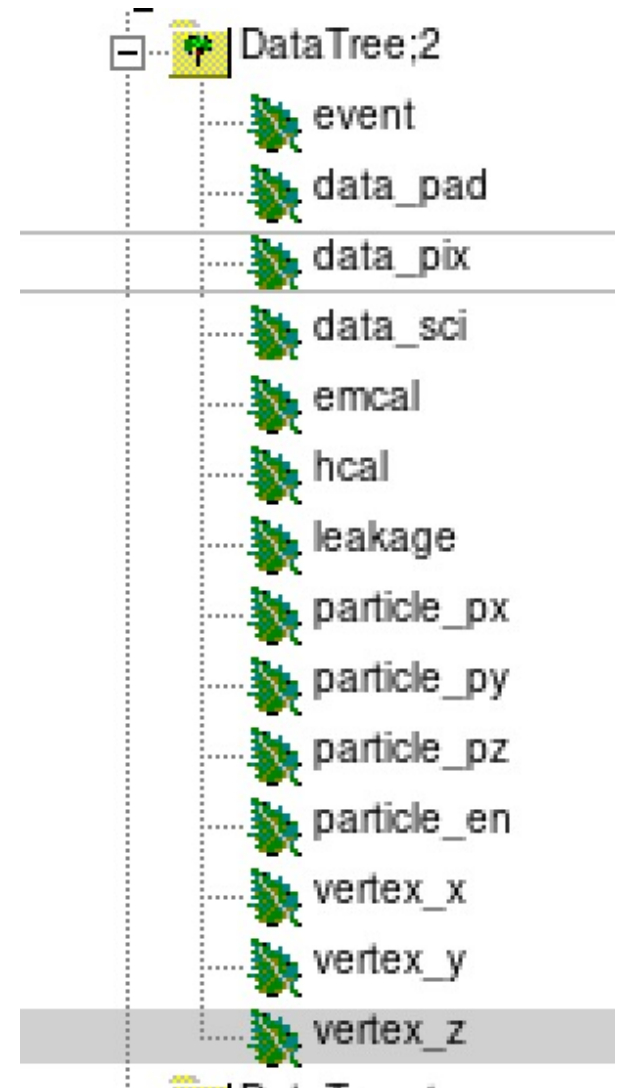 DataTree;2
event
data_pad
data_pix
data_sci
emcal
hcal
leakage
particle_px
particle_py
particle_pz
particle_en
vertex_x
vertex_y
vertex_z